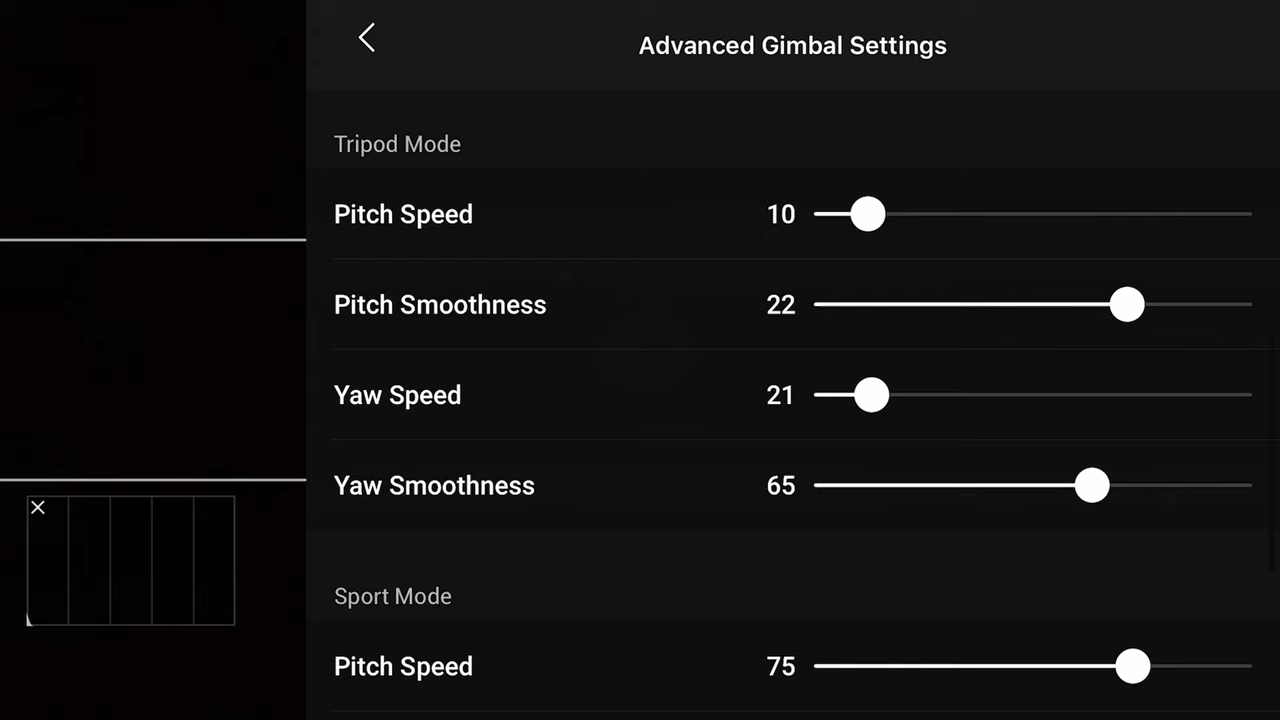 Advanced Gimbal Settings
Tripod Mode
Pitch Speed 10
Pitch Smoothness 22
Yaw Speed 21
Yaw Smoothness 65
Sport Mode
Pitch Speed 75